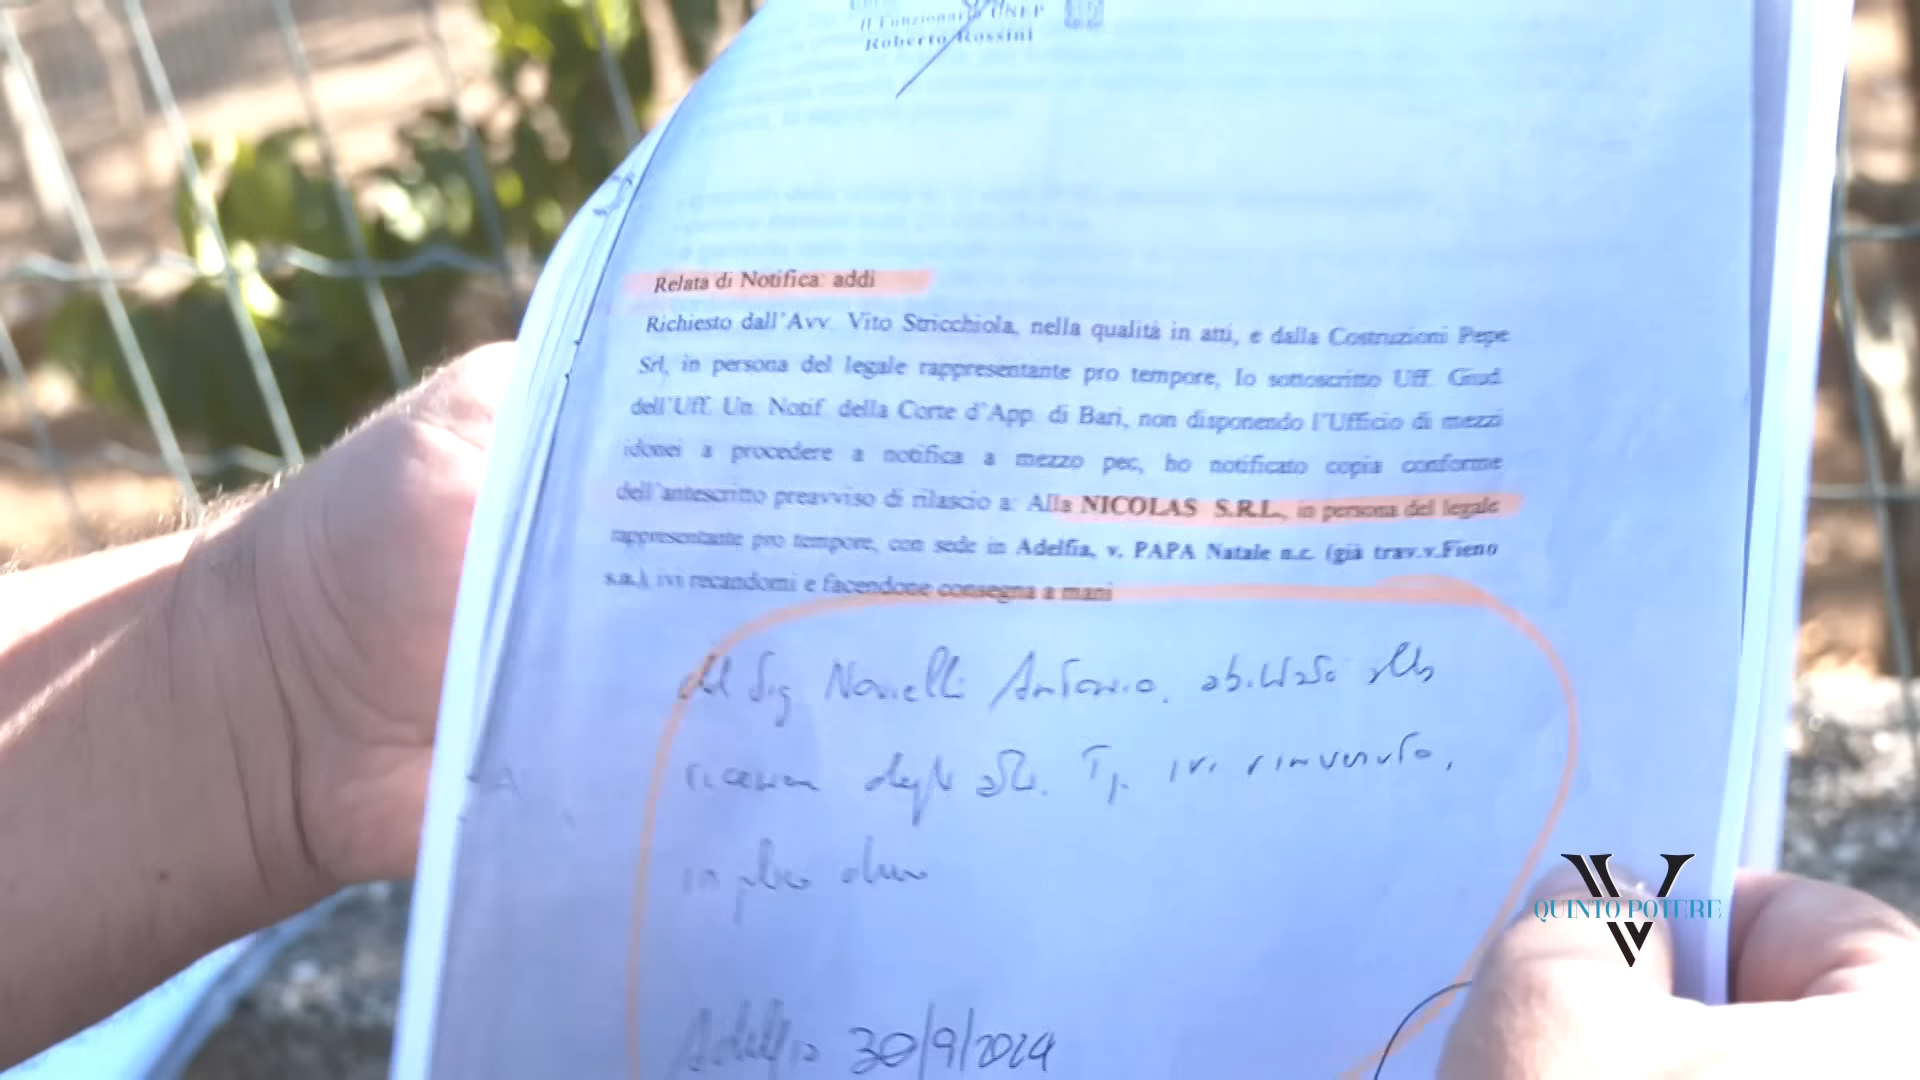 Il Funzionario UNEP
Roberto Rossini
Relata di Notifica: addi
Richiesto dall'Avv. Vito Stricchiola, nella qualità in atti, e dalla Costruzioni Pepe
Srl, in persona del legale rappresentante pro tempore, Io sottoscritto Uff. Giud.
dell'Uff. Un. Notif. della Corte d'App. di Bari, non disponendo l'Ufficio di mezzi
idonei a procedere a notifica a mezzo pec, ho notificato copia conforme
dell'antescritto preavviso di rilascio a: Alla NICOLAS S.R.L., in persona del legale
rappresentante pro tempore, con sede in Adelfia, v. PAPA Natale n.c. (già trav.v.Fieno
s.n.), ivi recandomi e facendone consegna a mani
Al Sig Novielli Antonio. abilitato alla
ricezione degli atti. ivi rinvenuto,
in
Adelfia 30/9/2024
QUINTO POTERE